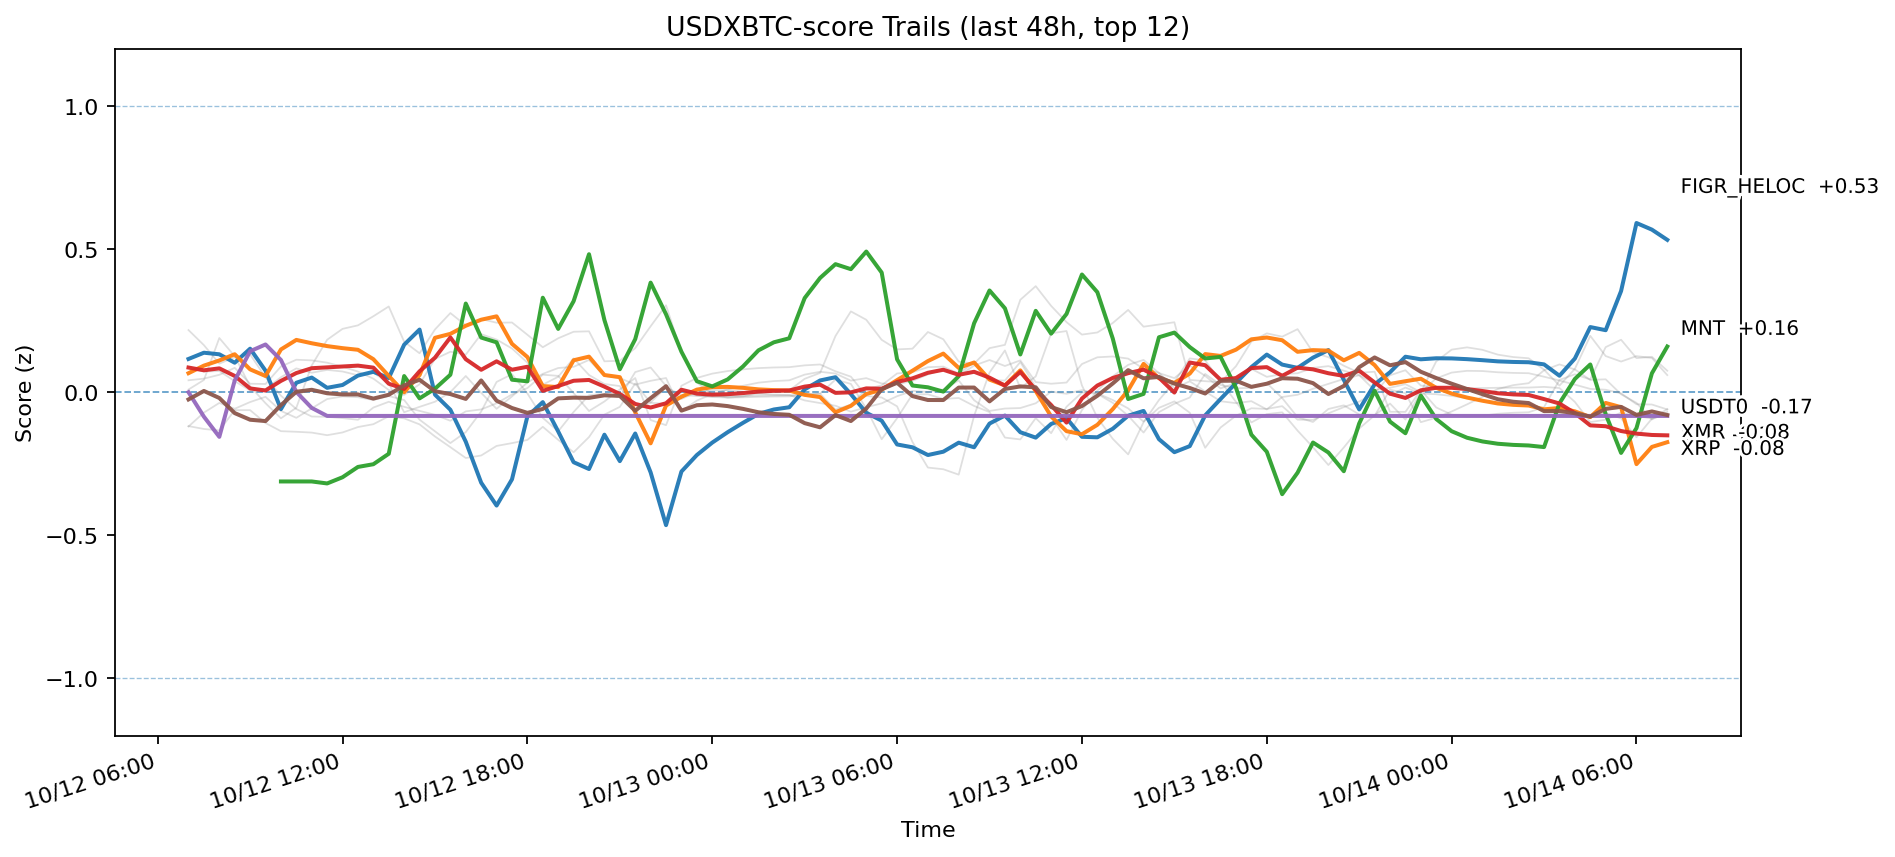 USDXBTC-score Trails (last 48h, top 12)
Score (z)
1.0
0.5
0.0
−0.5
−1.0
FIGR_HELOC +0.53
MNT +0.16
USDT0 -0.17
XMR -0.08
XRP -0.08
10/12 06:00
10/12 12:00
10/12 18:00
10/13 00:00
10/13 06:00
10/13 12:00
10/13 18:00
10/14 00:00
10/14 06:00
Time